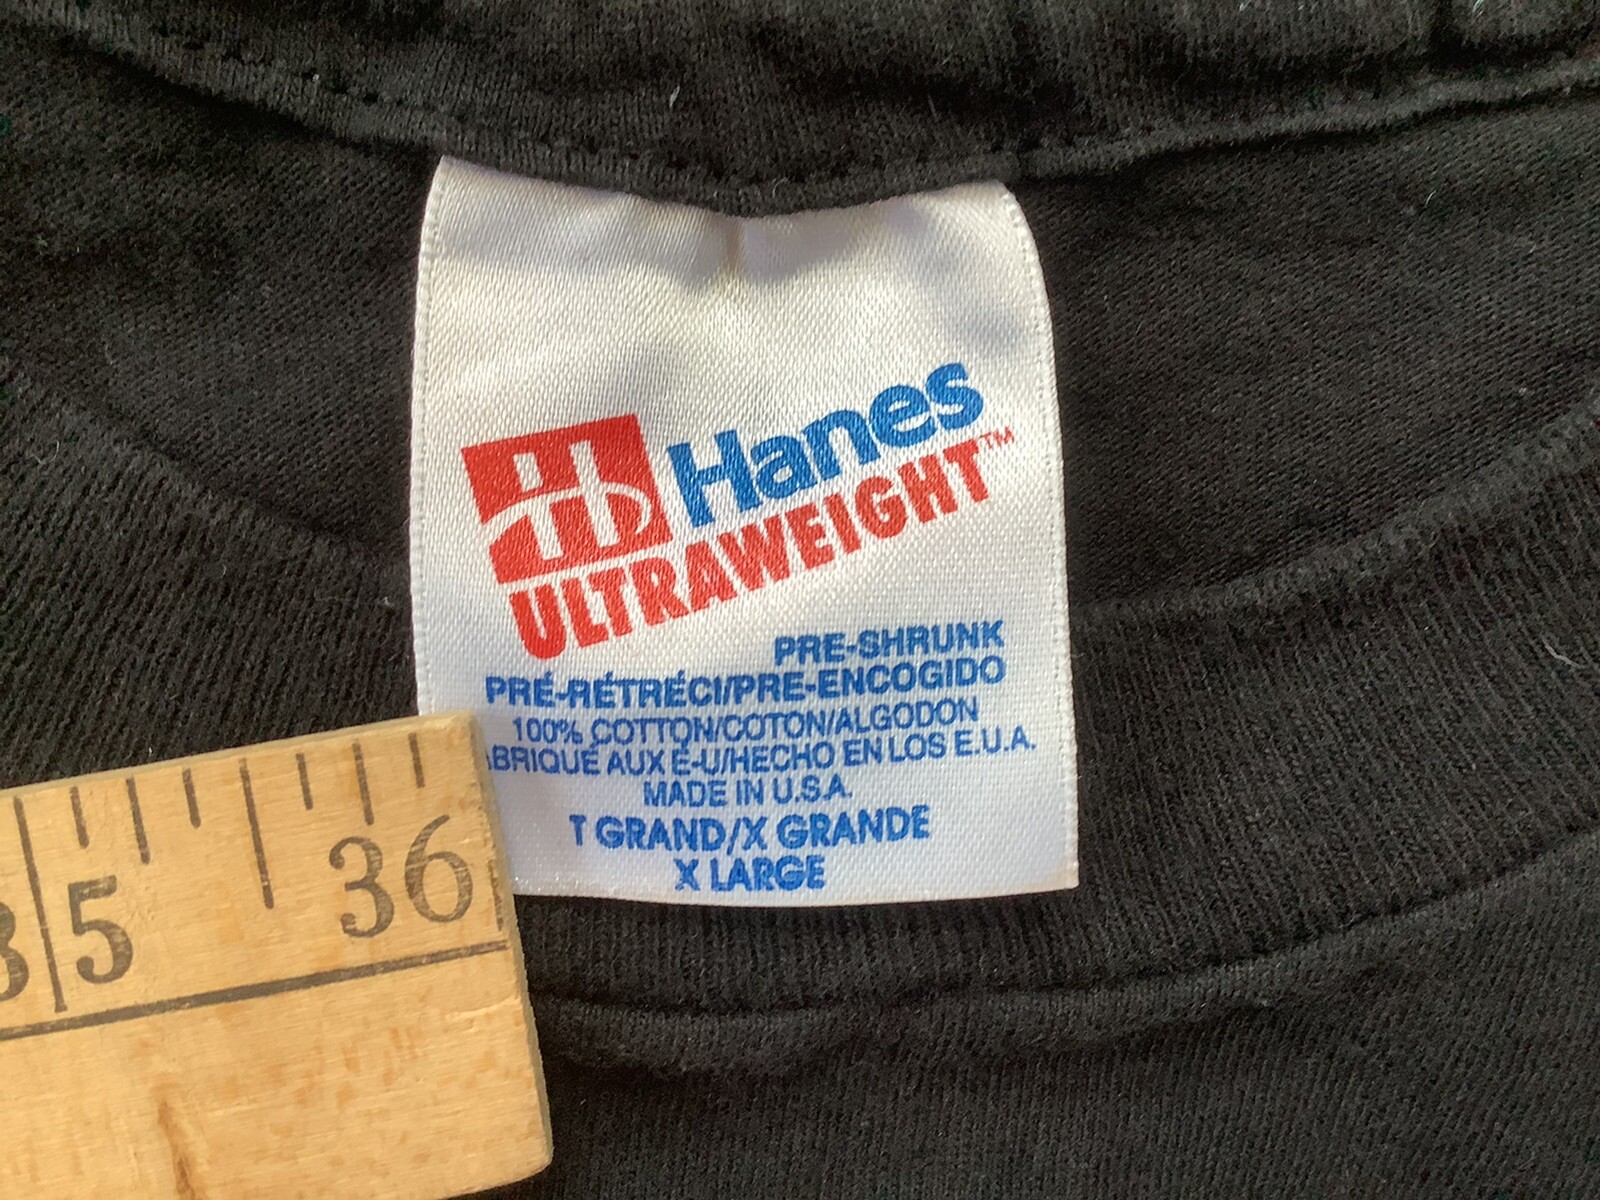 Hanes
ULTRAWEIGHT™
PRE-SHRUNK
PRÉ-RÉTRÉCI/PRE-ENCOGIDO
100% COTTON/COTON/ALGODON
ABRIQUÉ AUX É-U/HECHO EN LOS E.U.A.
MADE IN U.S.A.
T GRAND/X GRANDE
X LARGE
35 36